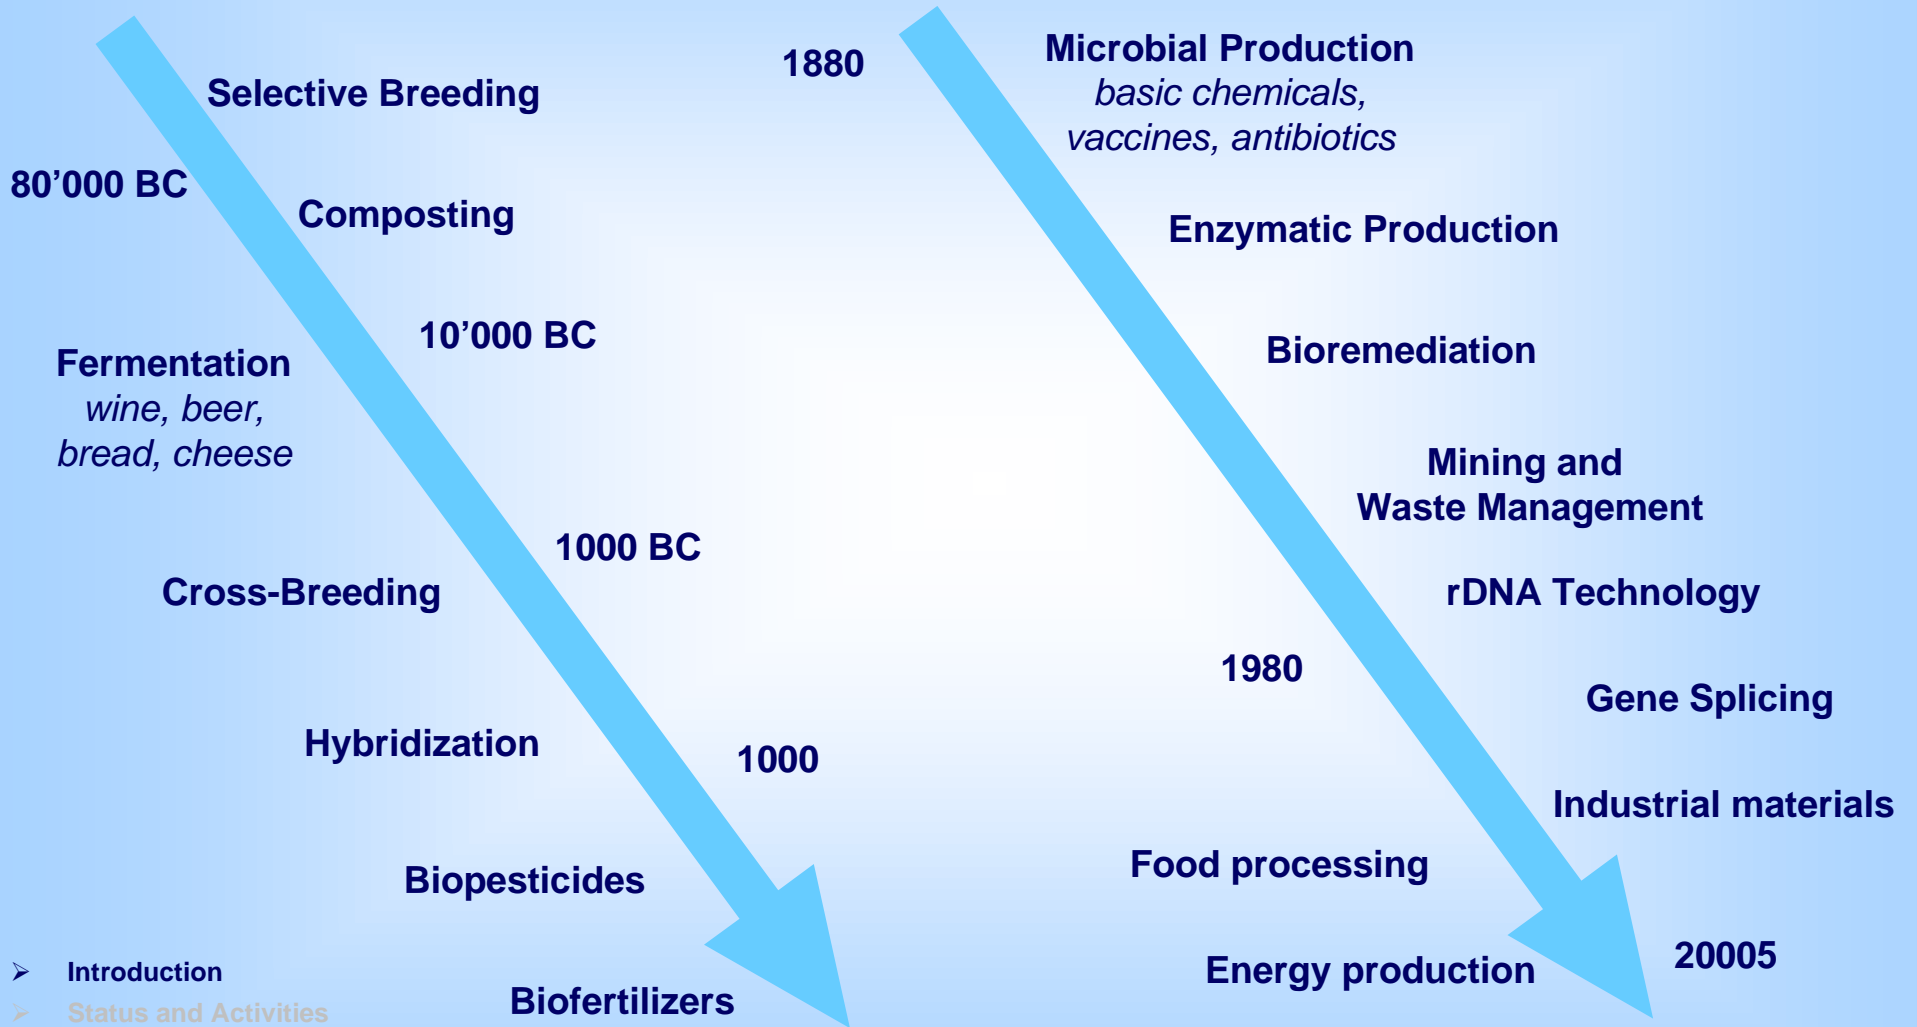 Selective Breeding
80’000 BC
Composting
10’000 BC
Fermentation
wine, beer,
bread, cheese
1000 BC
Cross-Breeding
Hybridization
1000
Biopesticides
Biofertilizers
1880
Microbial Production
basic chemicals,
vaccines, antibiotics
Enzymatic Production
Bioremediation
Mining and
Waste Management
rDNA Technology
1980
Gene Splicing
Industrial materials
Food processing
20005
Energy production
➢ Introduction
➢ Status and Activities